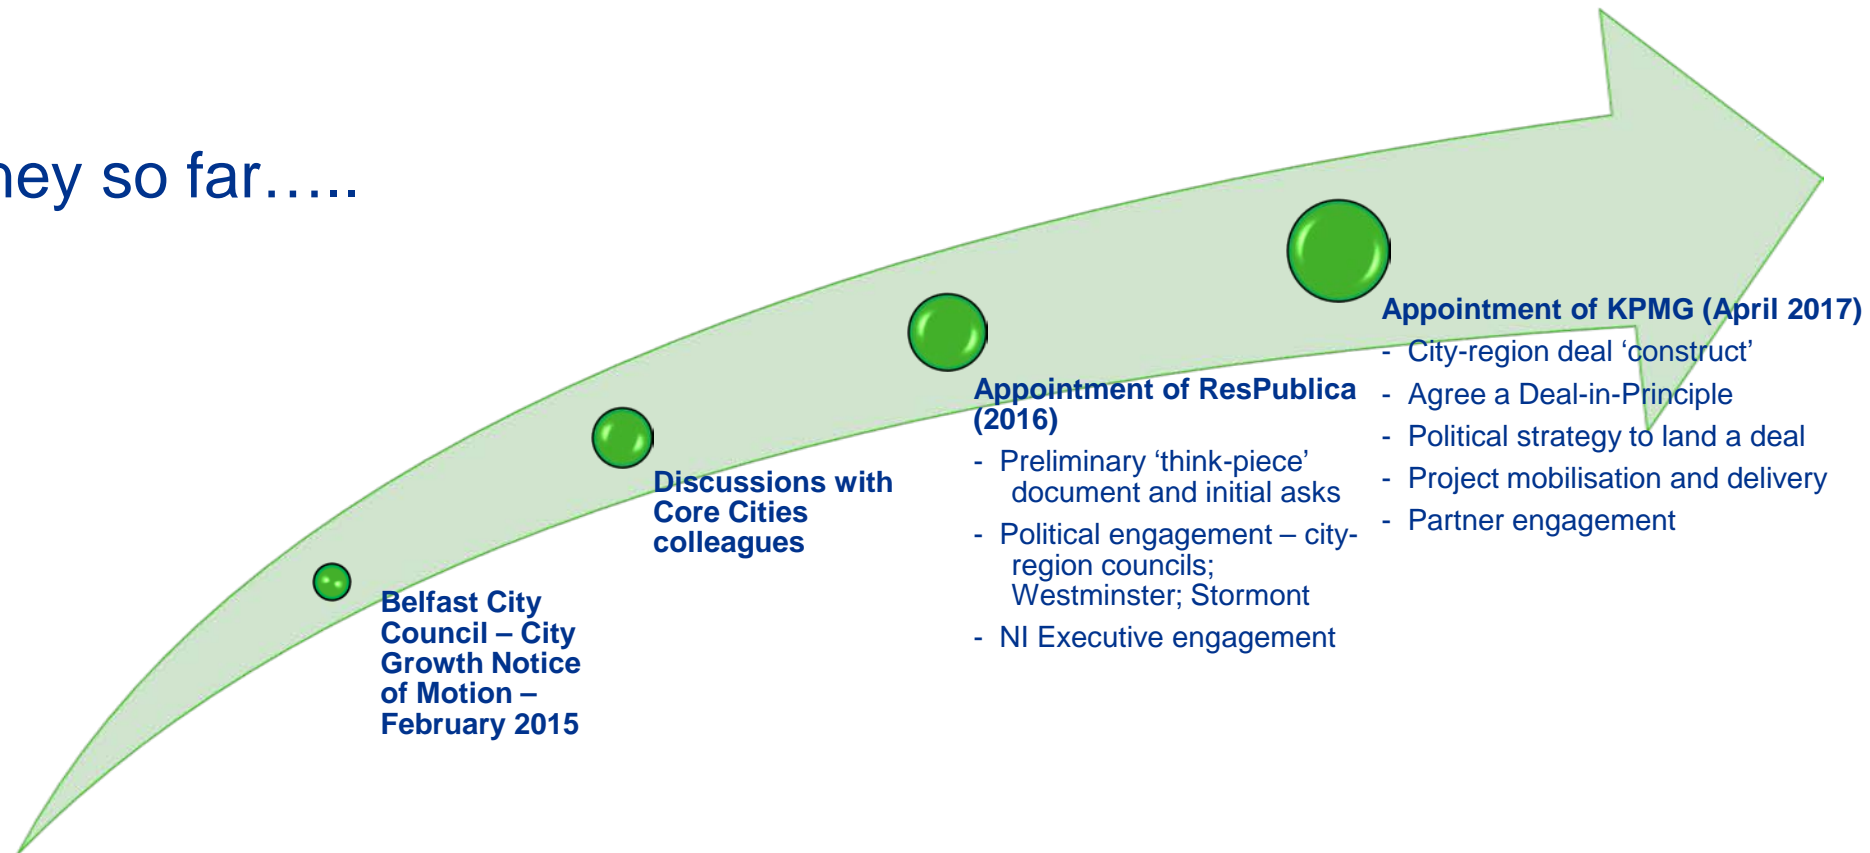 ney so far…..
Belfast City
Council – City
Growth Notice
of Motion –
February 2015
Discussions with
Core Cities
colleagues
Appointment of ResPublica
(2016)
- Preliminary ‘think-piece’
document and initial asks
- Political engagement – city-
region councils;
Westminster; Stormont
- NI Executive engagement
Appointment of KPMG (April 2017)
- City-region deal ‘construct’
- Agree a Deal-in-Principle
- Political strategy to land a deal
- Project mobilisation and delivery
- Partner engagement